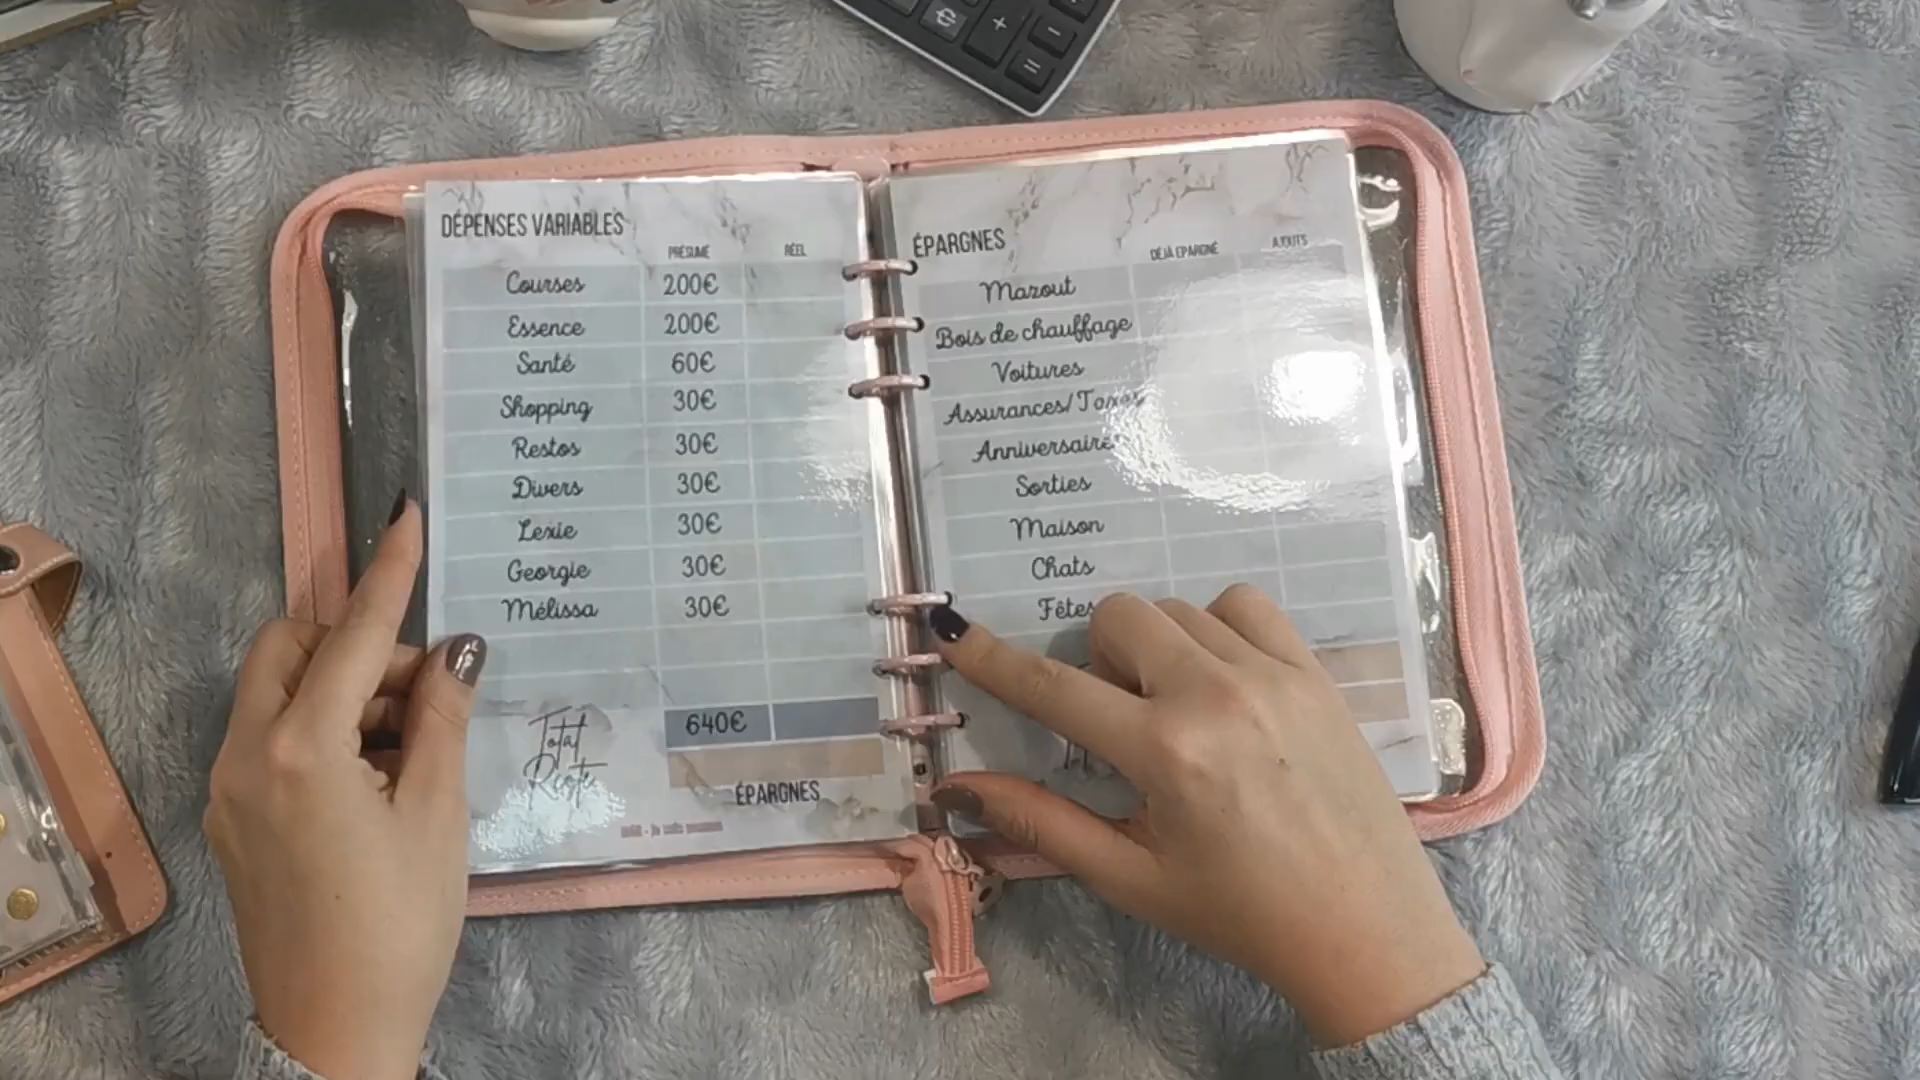 DÉPENSES VARIABLES
PRÉSUMÉ RÉEL
Courses 200€
Essence 200€
Santé 60€
Shopping 30€
Restos 30€
Divers 30€
Lexie 30€
Georgie 30€
Mélissa 30€
Total 640€
Reste
ÉPARGNES
ÉPARGNES
DÉJÀ ÉPARGNÉ AJOUTS
Mazout
Bois de chauffage
Voitures
Assurances/Taxes
Anniversaires
Sorties
Maison
Chats
Fêtes
€ + - =